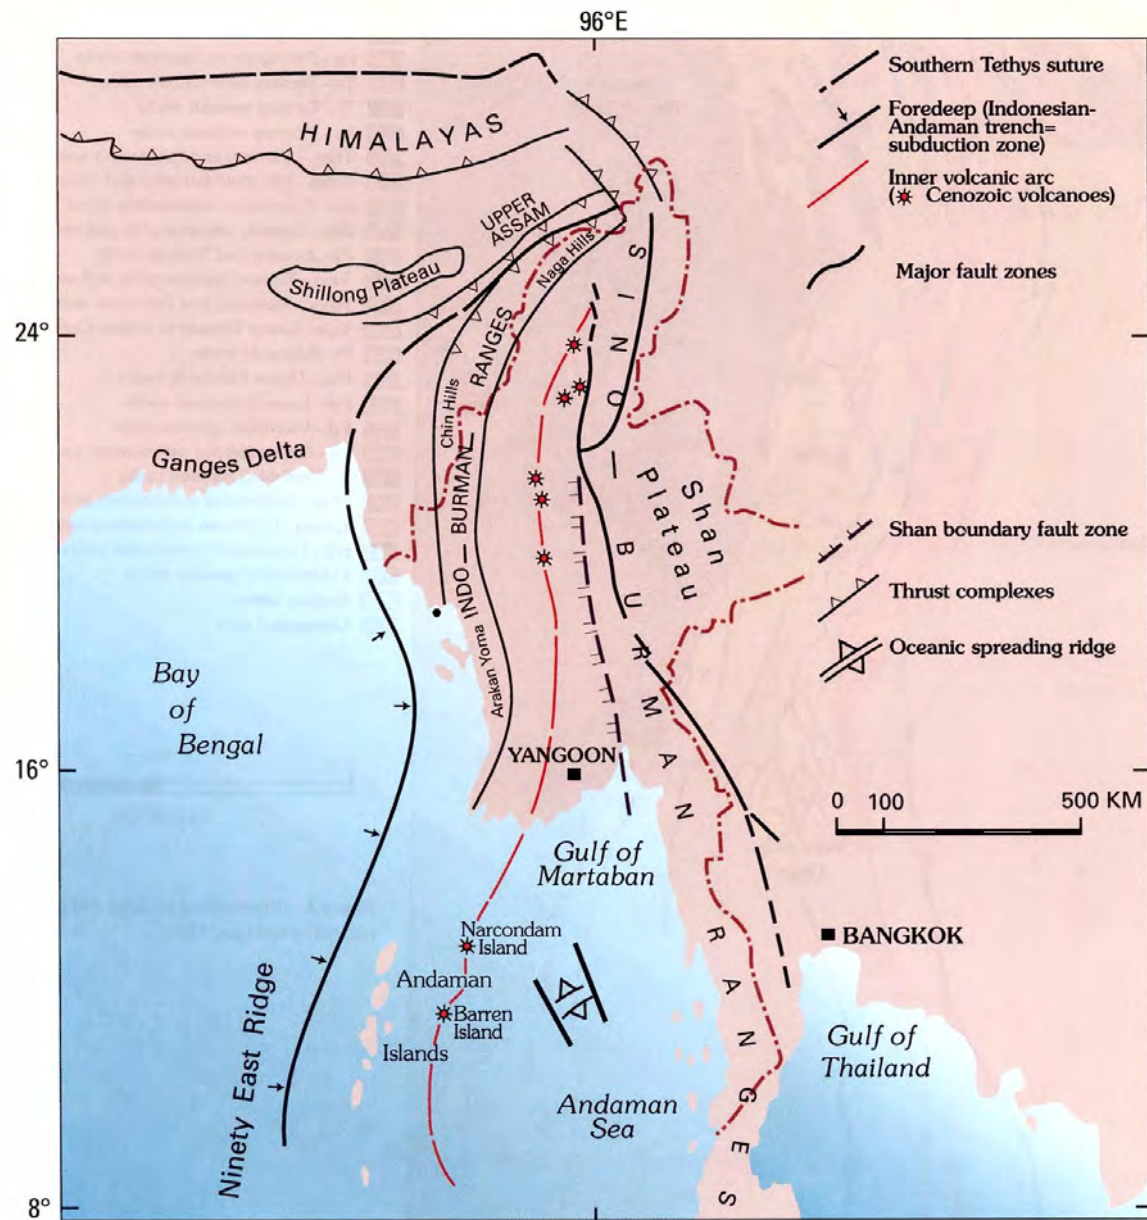 96°E
Southern Tethys suture
Foredeep (Indonesian-
Andaman trench=
subduction zone)
Inner volcanic arc
( Cenozoic volcanoes)
Major fault zones
HIMALAYAS
UPPER
ASSAM
Naga Hills
Shillong Plateau
24°
Chin Hills
INDO — BURMAN RANGES
SINO — BURMAN RANGES
Ganges Delta
Shan
Plateau
Shan boundary fault zone
Thrust complexes
Oceanic spreading ridge
Arakan Yoma
Bay
of
Bengal
YANGOON
16°
0 100 500 KM
Gulf of
Martaban
BANGKOK
Narcondam
Island
Andaman
Barren
Island
Islands
Ninety East Ridge
Gulf of
Thailand
Andaman
Sea
8°